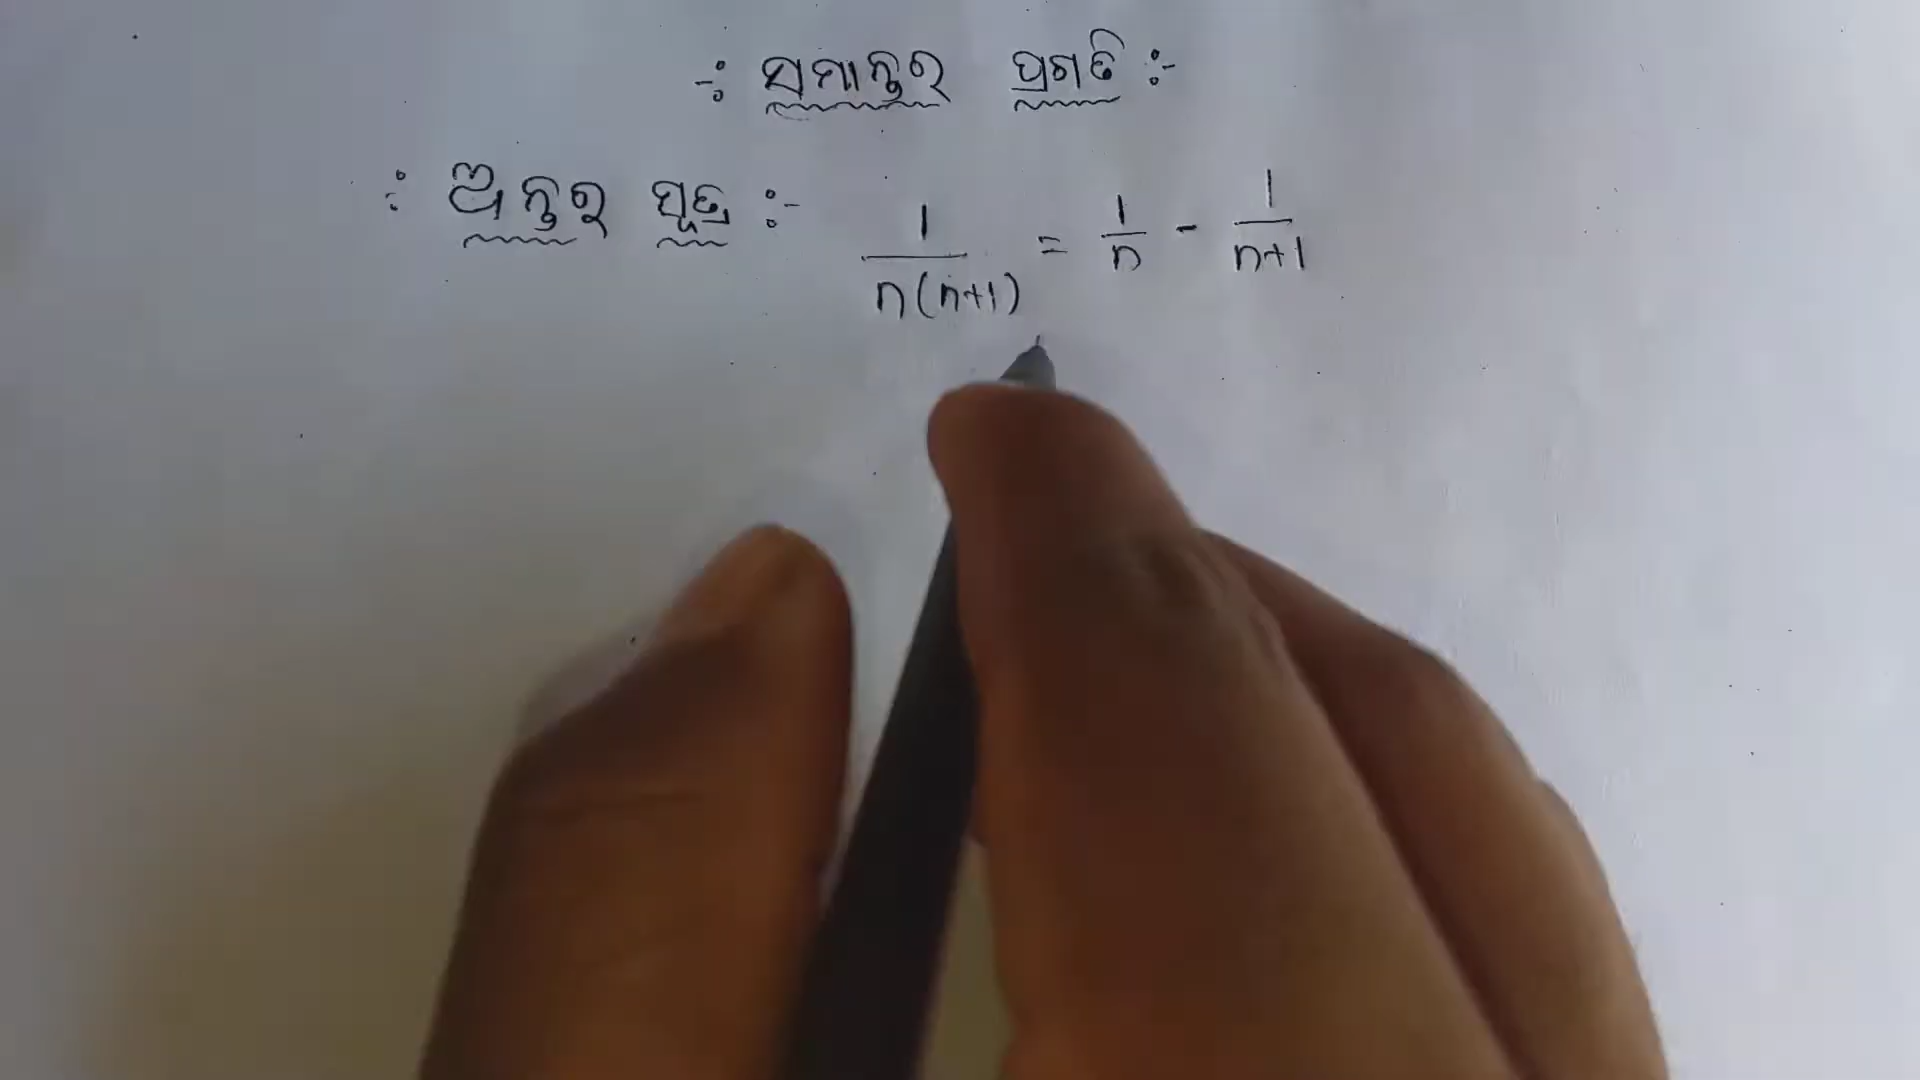 -: ସମାନ୍ତର ପ୍ରଗତି :-
: ଅନ୍ତର ସୂତ୍ର :- 1/n(n+1) = 1/n - 1/n+1